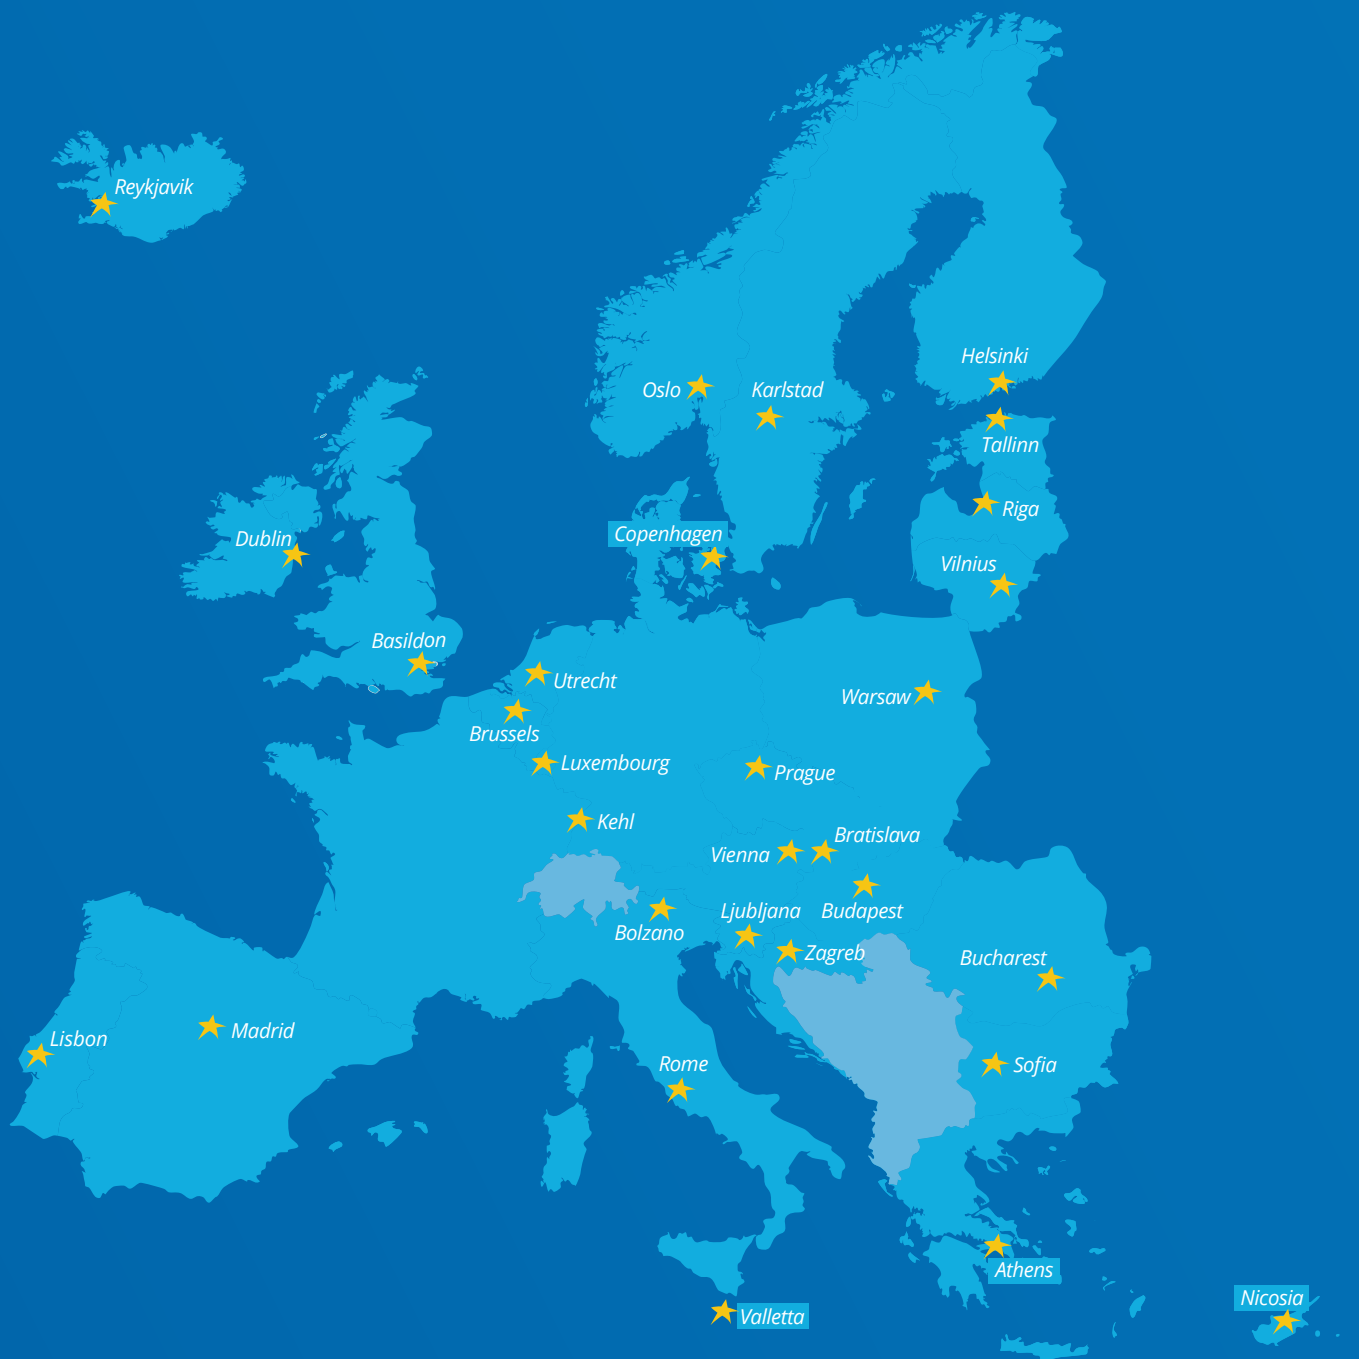 Reykjavik
Helsinki
Oslo
Karlstad
Tallinn
Riga
Copenhagen
Dublin
Vilnius
Basildon
Utrecht
Warsaw
Brussels
Luxembourg
Prague
Kehl
Bratislava
Vienna
Ljubljana
Budapest
Bolzano
Zagreb
Bucharest
Lisbon
Madrid
Rome
Sofia
Athens
Nicosia
Valletta